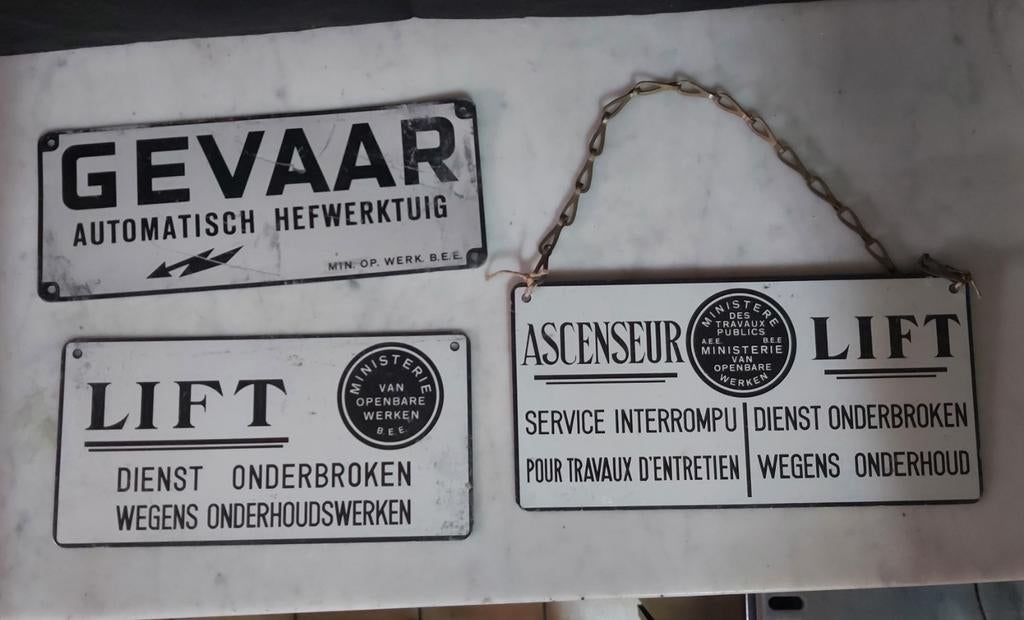 GEVAAR
AUTOMATISCH HEFWERKTUIG
MIN. OP. WERK. B.E.E.
LIFT
MINISTERIE
VAN
OPENBARE
WERKEN
B.E.E.
DIENST ONDERBROKEN
WEGENS ONDERHOUDSWERKEN
ASCENSEUR
MINISTERE
DES
TRAVAUX
PUBLICS
A.E.E. B.E.E
MINISTERIE
VAN
OPENBARE
WERKEN
LIFT
SERVICE INTERROMPU
POUR TRAVAUX D'ENTRETIEN
DIENST ONDERBROKEN
WEGENS ONDERHOUD